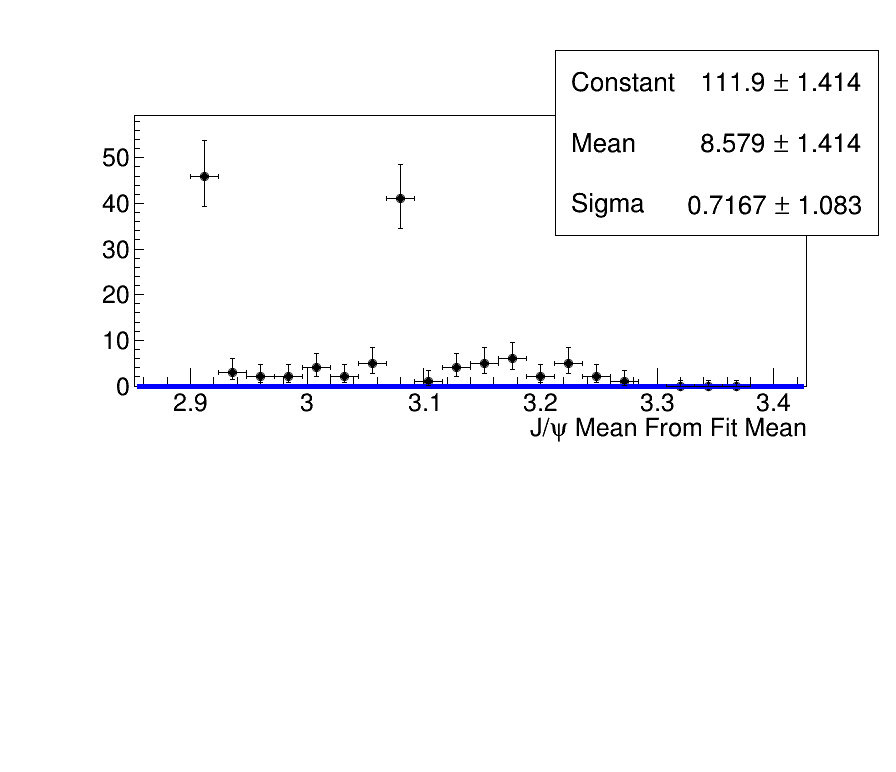 Constant 111.9 ± 1.414
Mean 8.579 ± 1.414
Sigma 0.7167 ± 1.083
50
40
30
20
10
0
2.9 3 3.1 3.2 3.3 3.4
J/ψ Mean From Fit Mean